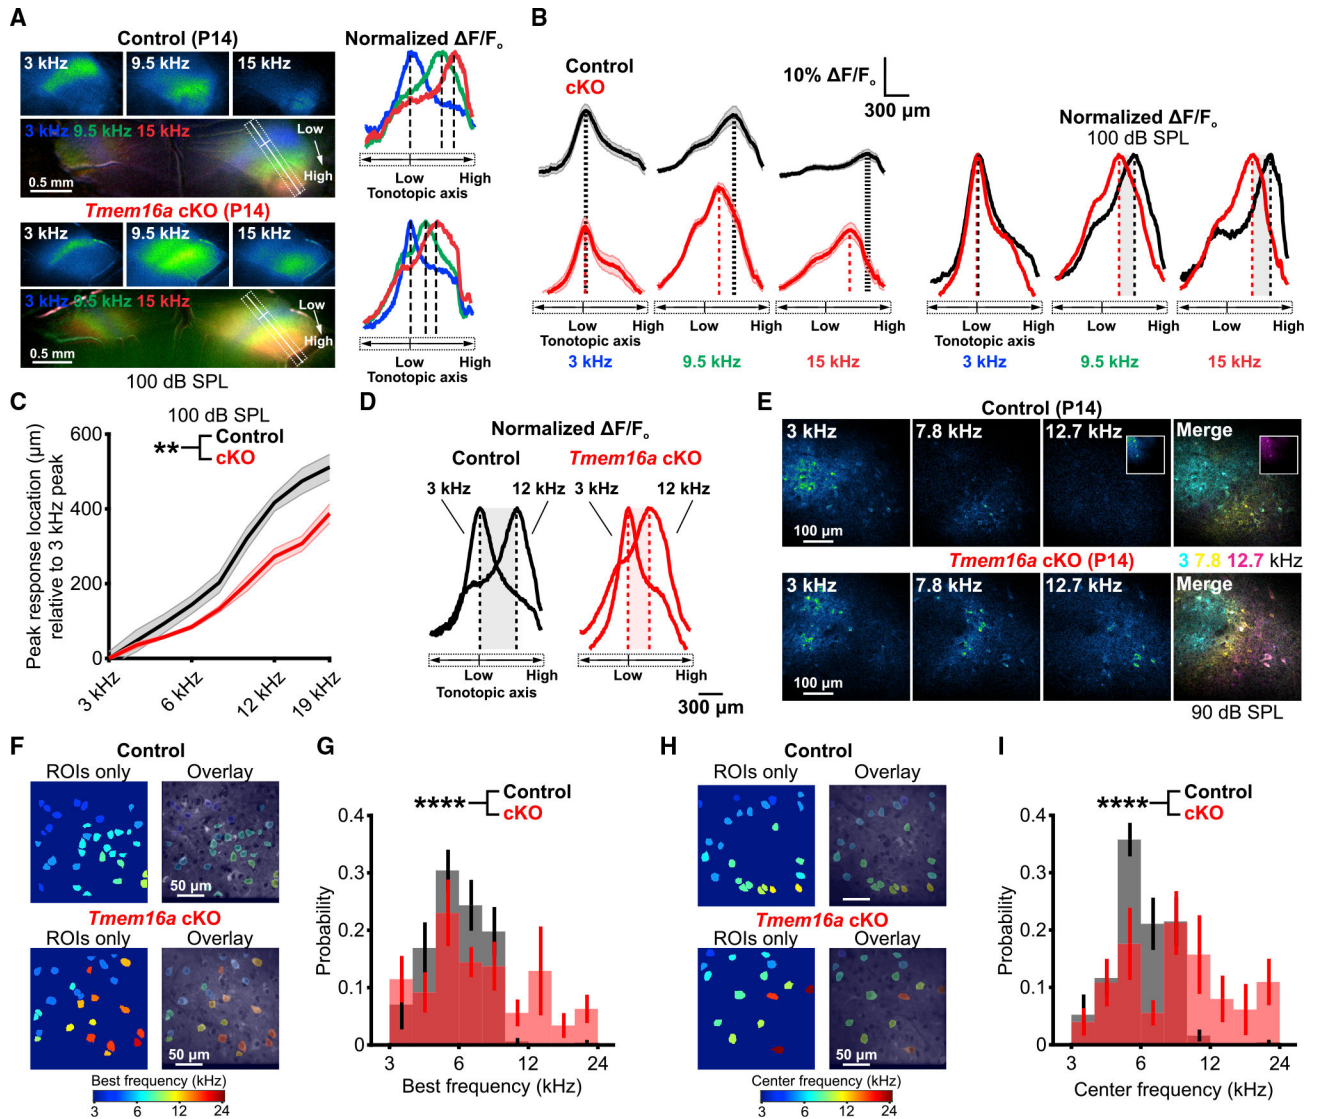 A
Control (P14)
3 kHz
9.5 kHz
15 kHz
3 kHz 9.5 kHz 15 kHz
Low
High
0.5 mm
Tmem16a cKO (P14)
3 kHz
9.5 kHz
15 kHz
3 kHz 9.5 kHz 15 kHz
Low
High
0.5 mm
100 dB SPL
Normalized ΔF/Fo
Low
High
Tonotopic axis
Low
High
Tonotopic axis
B
Control
cKO
10% ΔF/Fo
300 µm
Low
High
Low
High
Low
High
Tonotopic axis
3 kHz
9.5 kHz
15 kHz
Normalized ΔF/Fo
100 dB SPL
Low
High
Low
High
Low
High
Tonotopic axis
3 kHz
9.5 kHz
15 kHz
C
100 dB SPL
** Control
cKO
Peak response location (µm)
relative to 3 kHz peak
600
400
200
0
3 kHz
6 kHz
12 kHz
19 kHz
D
Normalized ΔF/Fo
Control
Tmem16a cKO
3 kHz
12 kHz
3 kHz
12 kHz
Low
High
Low
High
Tonotopic axis
300 µm
E
Control (P14)
3 kHz
7.8 kHz
12.7 kHz
Merge
100 µm
Tmem16a cKO (P14)
3 7.8 12.7 kHz
3 kHz
7.8 kHz
12.7 kHz
Merge
100 µm
90 dB SPL
F
Control
ROIs only
Overlay
50 µm
Tmem16a cKO
ROIs only
Overlay
50 µm
Best frequency (kHz)
3 6 12 24
G
**** Control
cKO
Probability
0.4
0.3
0.2
0.1
0
3 6 12 24
Best frequency (kHz)
H
Control
ROIs only
Overlay
Tmem16a cKO
ROIs only
Overlay
50 µm
Center frequency (kHz)
3 6 12 24
I
**** Control
cKO
Probability
0.4
0.3
0.2
0.1
0
3 6 12 24
Center frequency (kHz)